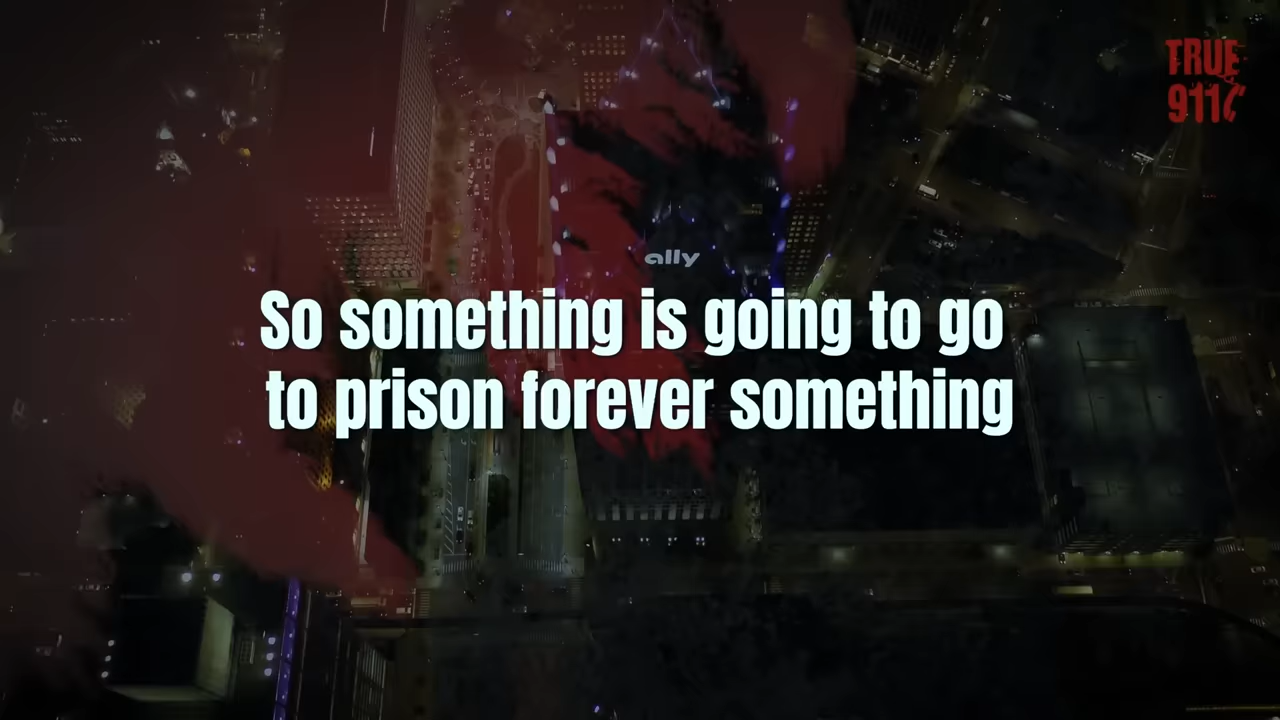 TRUE
911
ally
So something is going to go
to prison forever something